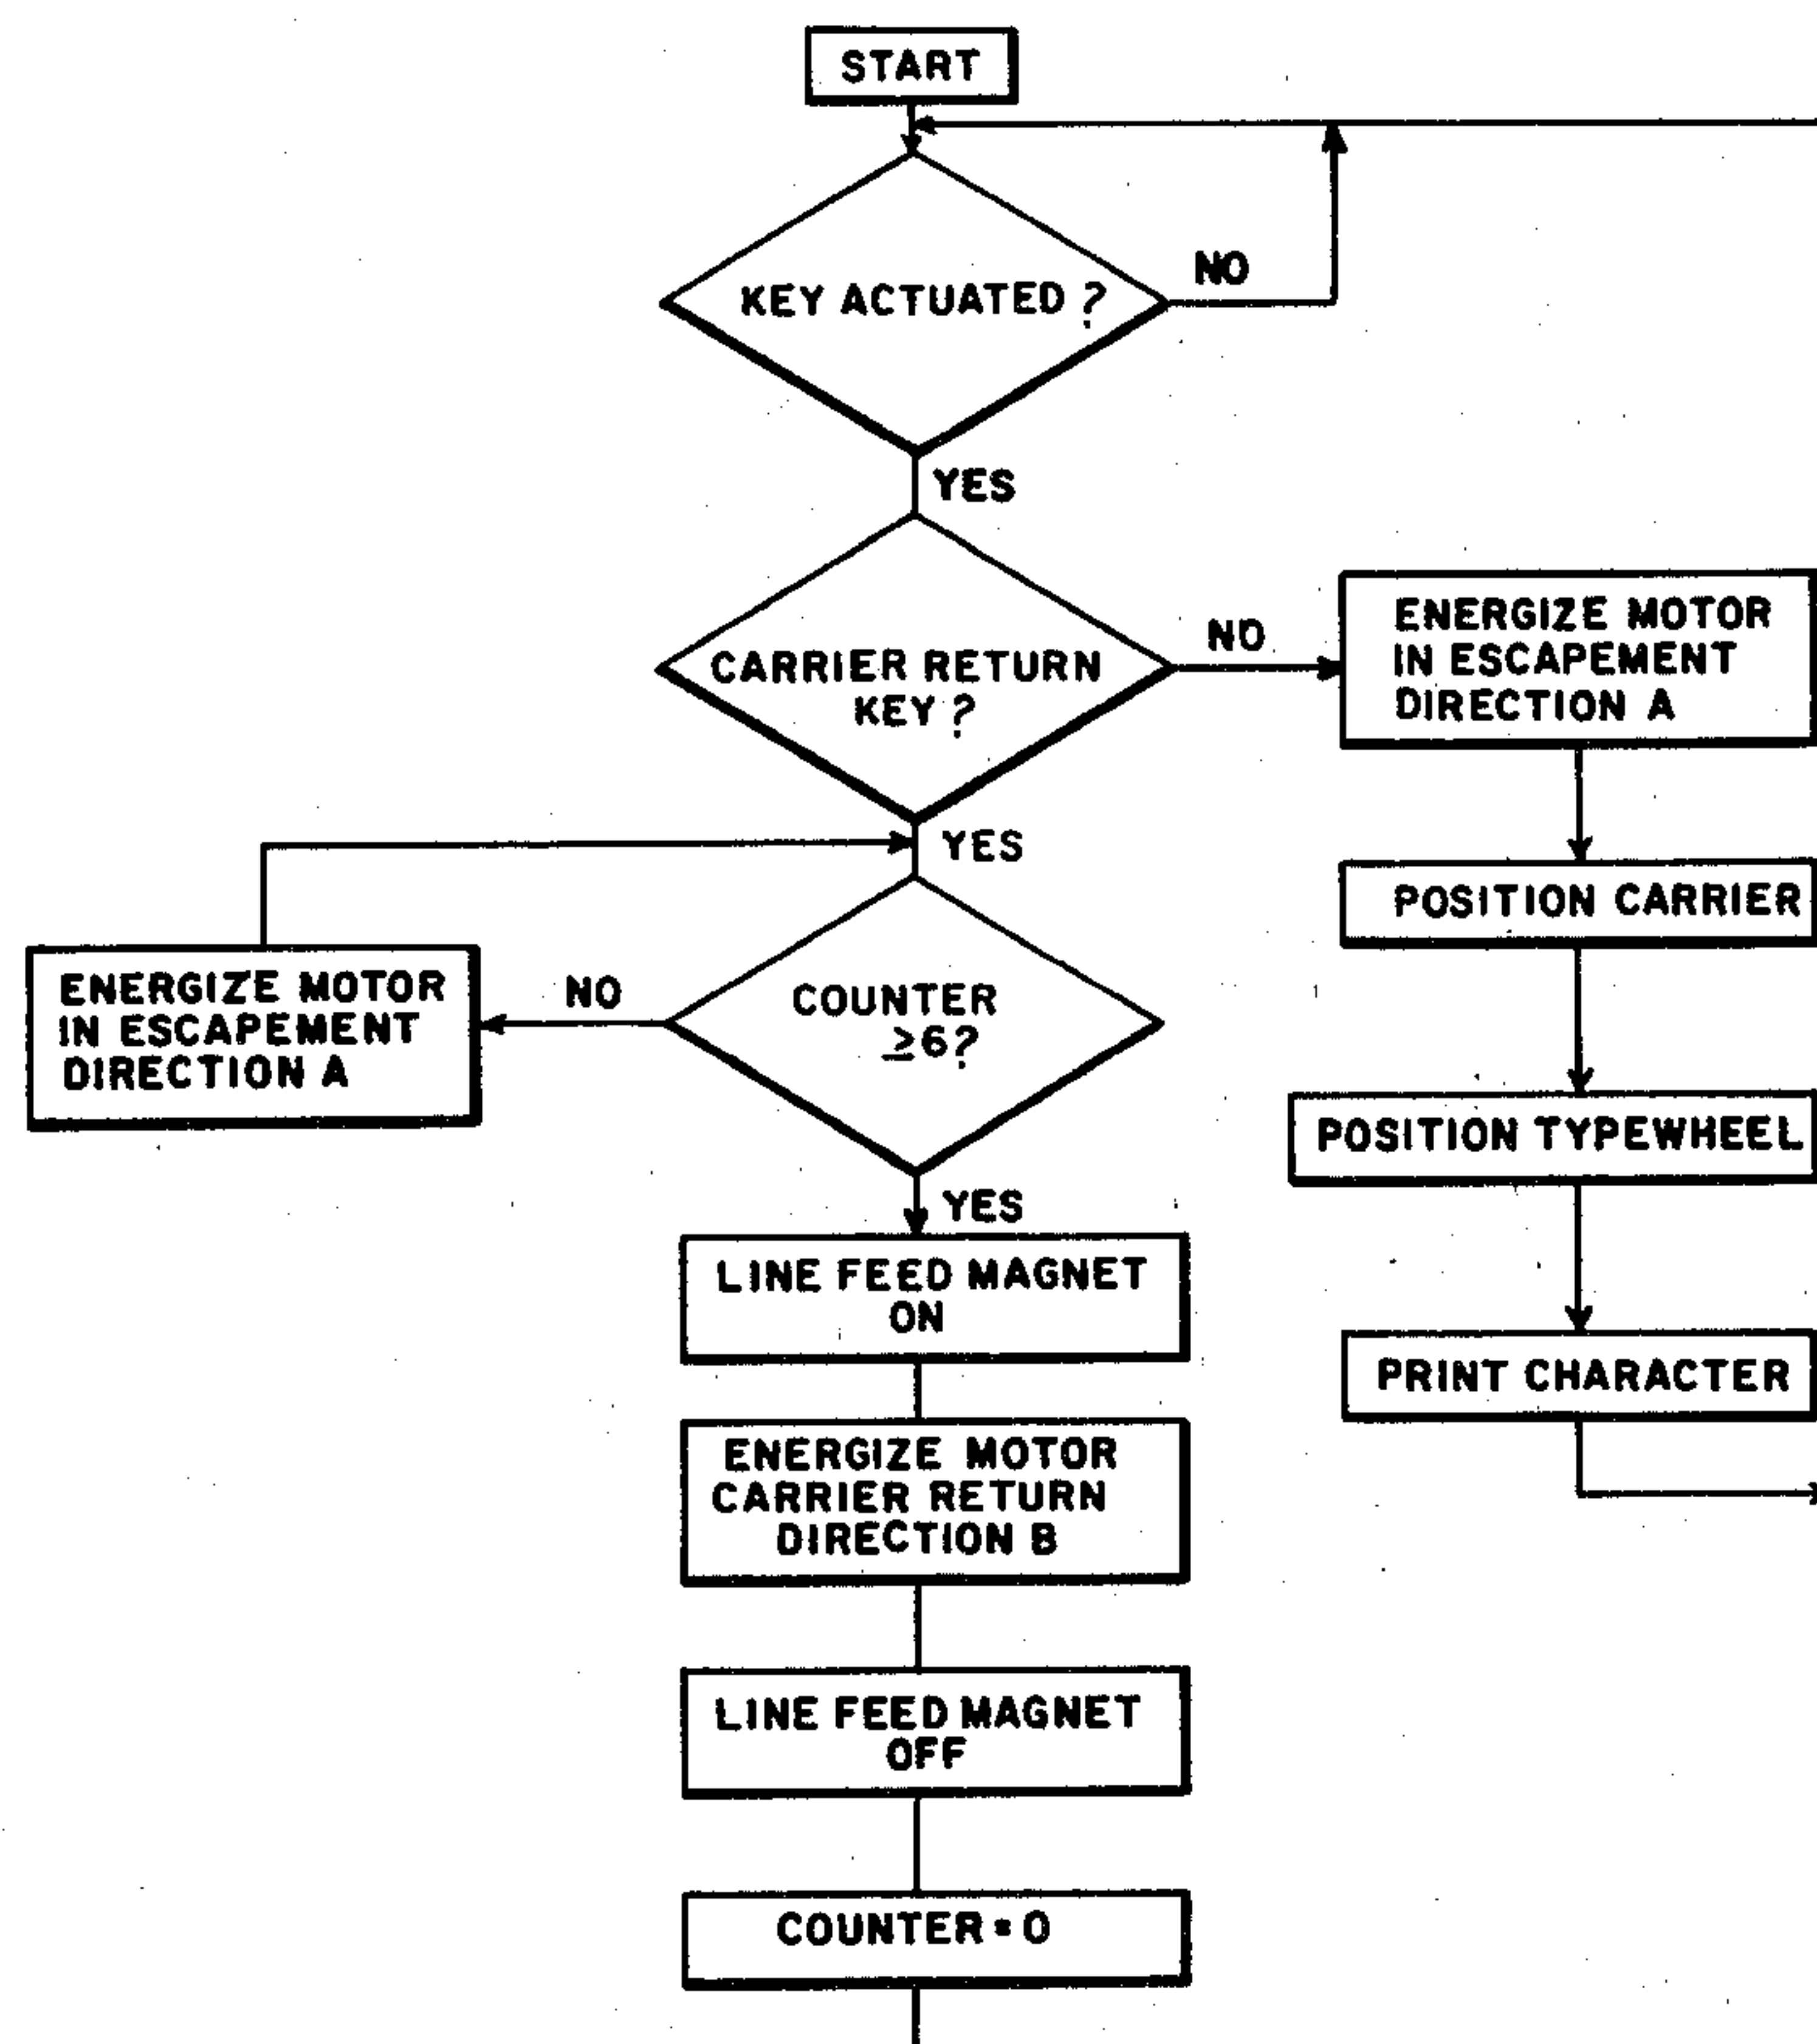 START
KEY ACTUATED ?
NO
YES
CARRIER RETURN
KEY ?
NO
ENERGIZE MOTOR
IN ESCAPEMENT
DIRECTION A
YES
POSITION CARRIER
ENERGIZE MOTOR
IN ESCAPEMENT
DIRECTION A
NO
COUNTER
≥6?
POSITION TYPEWHEEL
YES
LINE FEED MAGNET
ON
PRINT CHARACTER
ENERGIZE MOTOR
CARRIER RETURN
DIRECTION B
LINE FEED MAGNET
OFF
COUNTER = 0